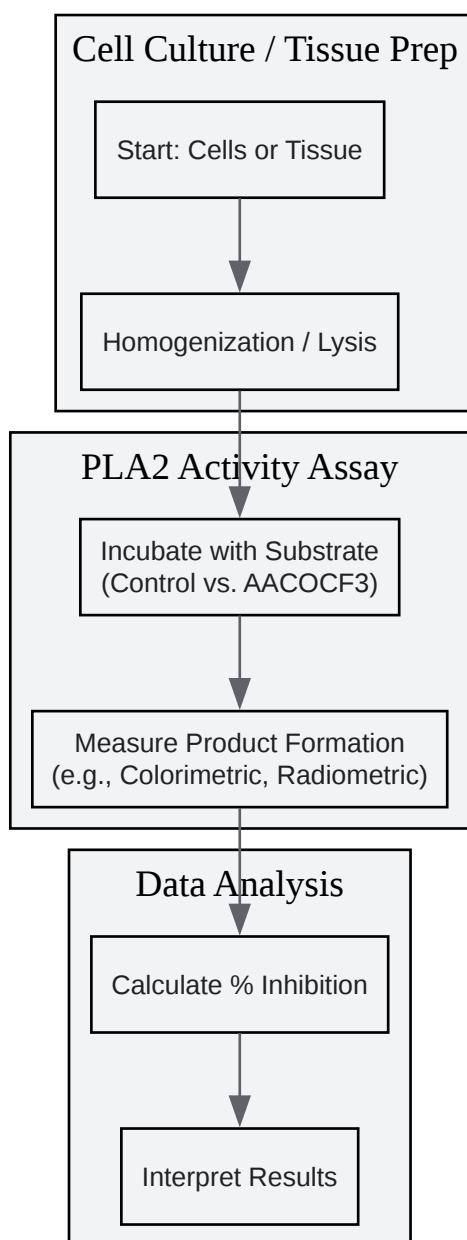 Cell Culture / Tissue Prep
Start: Cells or Tissue
Homogenization / Lysis
PLA2 Activity Assay
Incubate with Substrate
(Control vs. AACOCF3)
Measure Product Formation
(e.g., Colorimetric, Radiometric)
Data Analysis
Calculate % Inhibition
Interpret Results